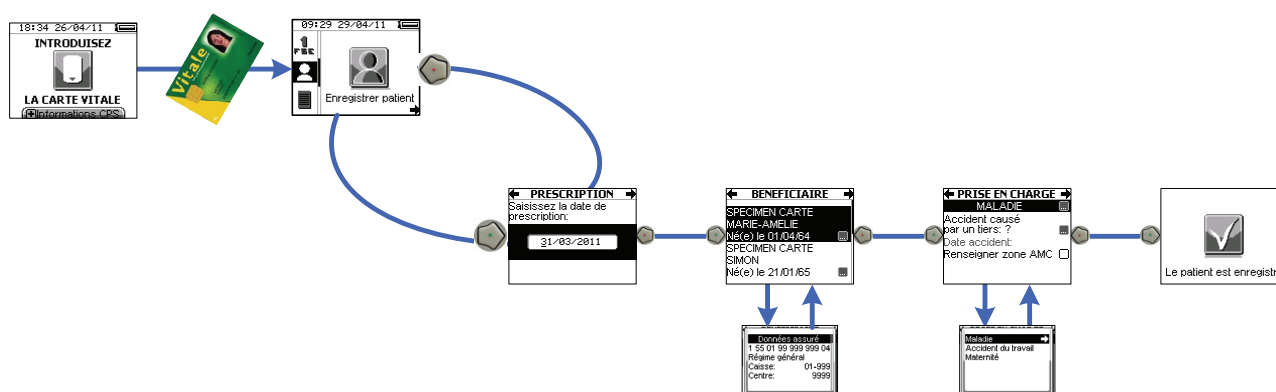 18:34 26/04/11
INTRODUISEZ
LA CARTE VITALE
Informations CPS
Vitale
09:29 29/04/11
1
FSE
Enregistrer patient
PRESCRIPTION
Saisissez la date de
prescription:
31/03/2011
BENEFICIAIRE
SPECIMEN CARTE
MARIE-AMELIE
Né(e) le 01/04/64
SPECIMEN CARTE
SIMON
Né(e) le 21/01/65
Données assuré
1 55 01 99 999 999 04
Régime général
Caisse: 01-999
Centre: 9999
PRISE EN CHARGE
MALADIE
Accident causé
par un tiers: ?
Date accident:
Renseigner zone AMC
Maladie
Accident du travail
Maternité
Le patient est enregistr